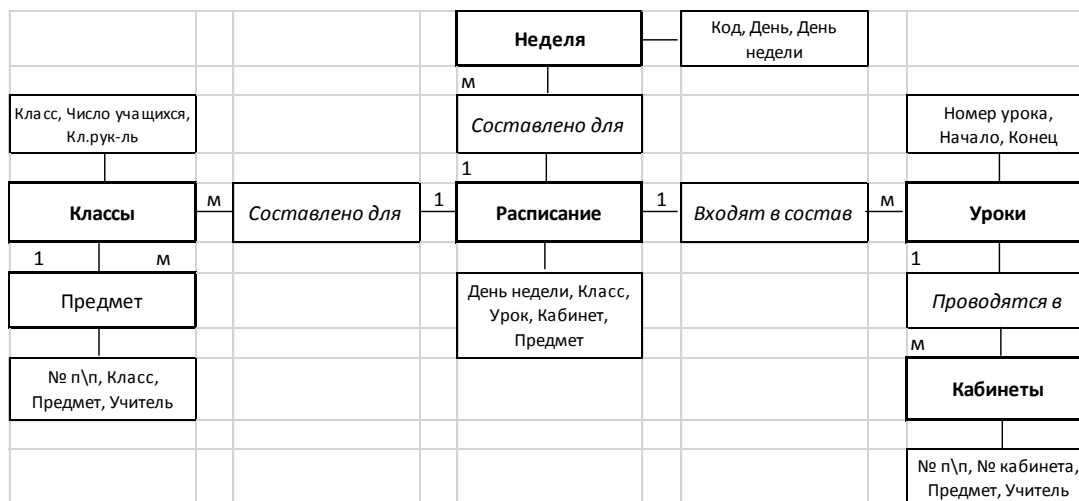 Неделя
Код, День, День
недели
м
Класс, Число учащихся,
Кл.рук-ль
Составлено для
Номер урока,
Начало, Конец
1
Классы
м
Составлено для
1
Расписание
1
Входят в состав
м
Уроки
1
м
1
Предмет
День недели, Класс,
Урок, Кабинет,
Предмет
Проводятся в
м
№ п\п, Класс,
Предмет, Учитель
Кабинеты
№ п\п, № кабинета,
Предмет, Учитель